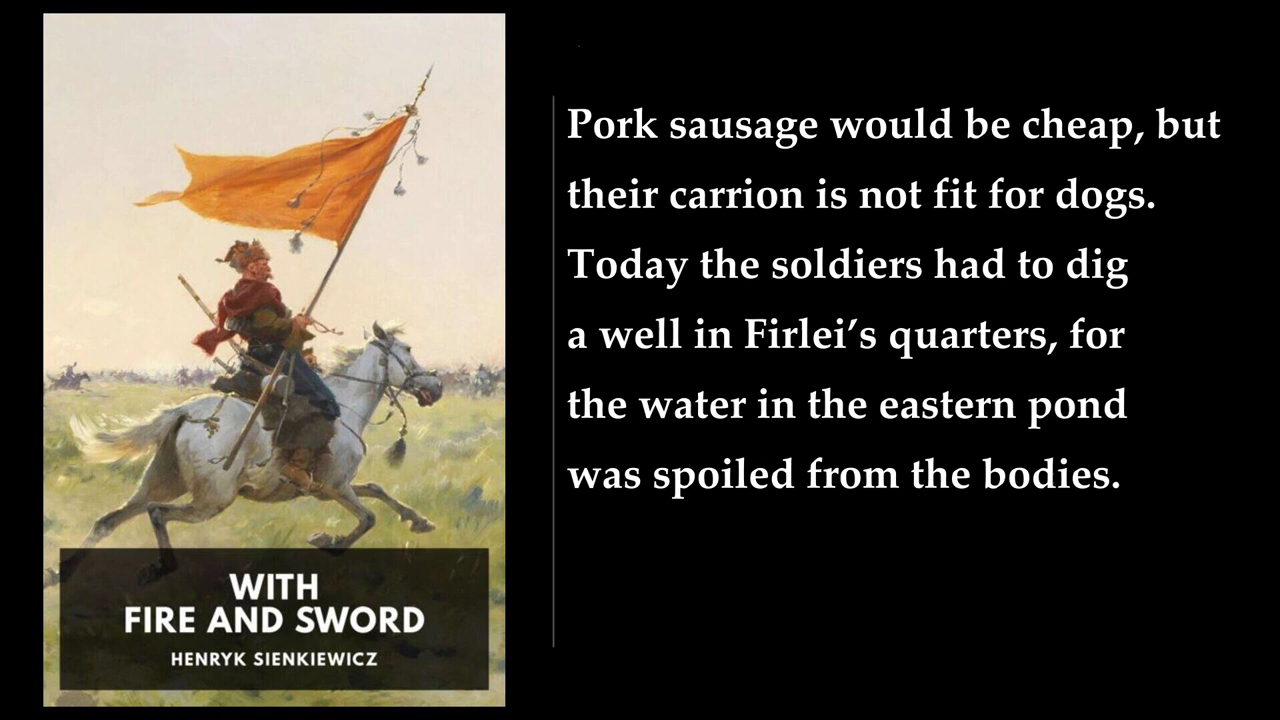 Pork sausage would be cheap, but
their carrion is not fit for dogs.
Today the soldiers had to dig
a well in Firlei’s quarters, for
the water in the eastern pond
was spoiled from the bodies.
WITH
FIRE AND SWORD
HENRYK SIENKIEWICZ